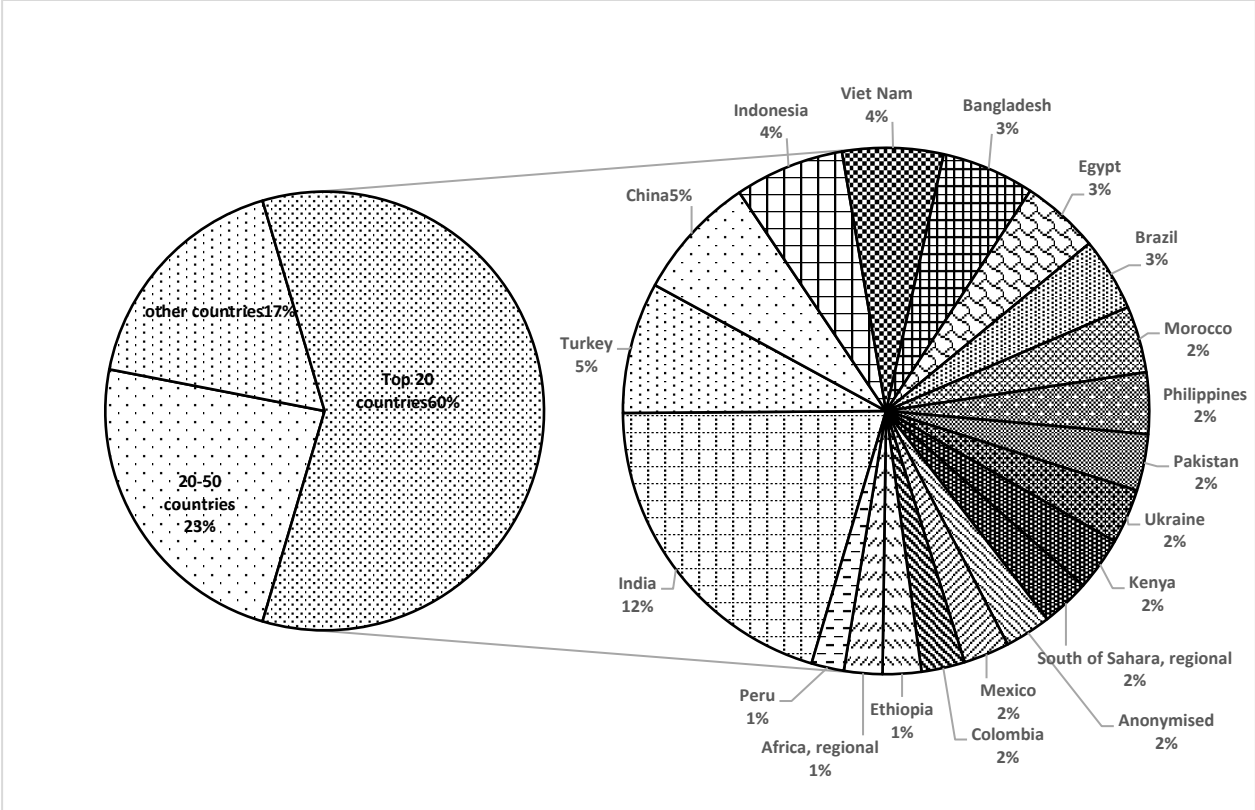 other countries17%
Top 20
countries60%
20-50
countries
23%
Viet Nam
4%
Bangladesh
3%
Egypt
3%
Brazil
3%
Morocco
2%
Philippines
2%
Pakistan
2%
Ukraine
2%
Kenya
2%
South of Sahara, regional
2%
Anonymised
2%
Mexico
2%
Colombia
2%
Ethiopia
1%
Africa, regional
1%
Peru
1%
India
12%
Turkey
5%
China5%
Indonesia
4%